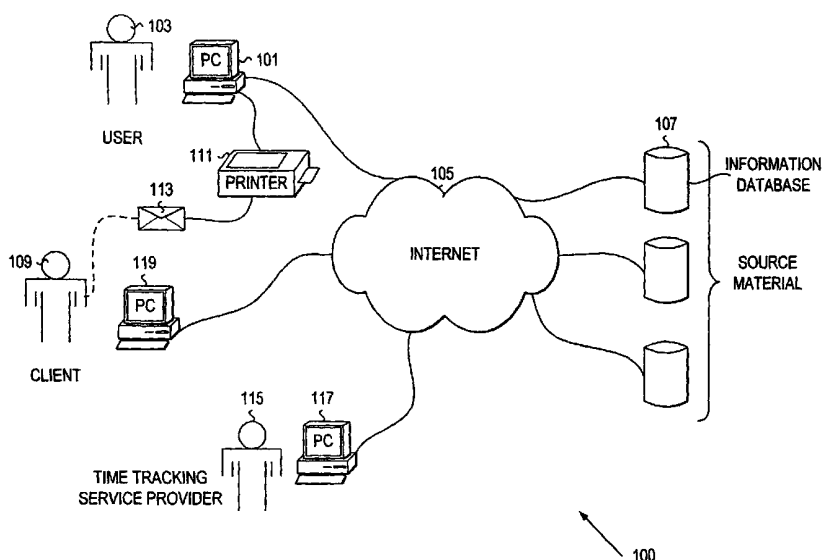 103
PC
101
USER
111
PRINTER
113
105
INTERNET
107
INFORMATION
DATABASE
SOURCE
MATERIAL
109
119
PC
CLIENT
115
117
PC
TIME TRACKING
SERVICE PROVIDER
100